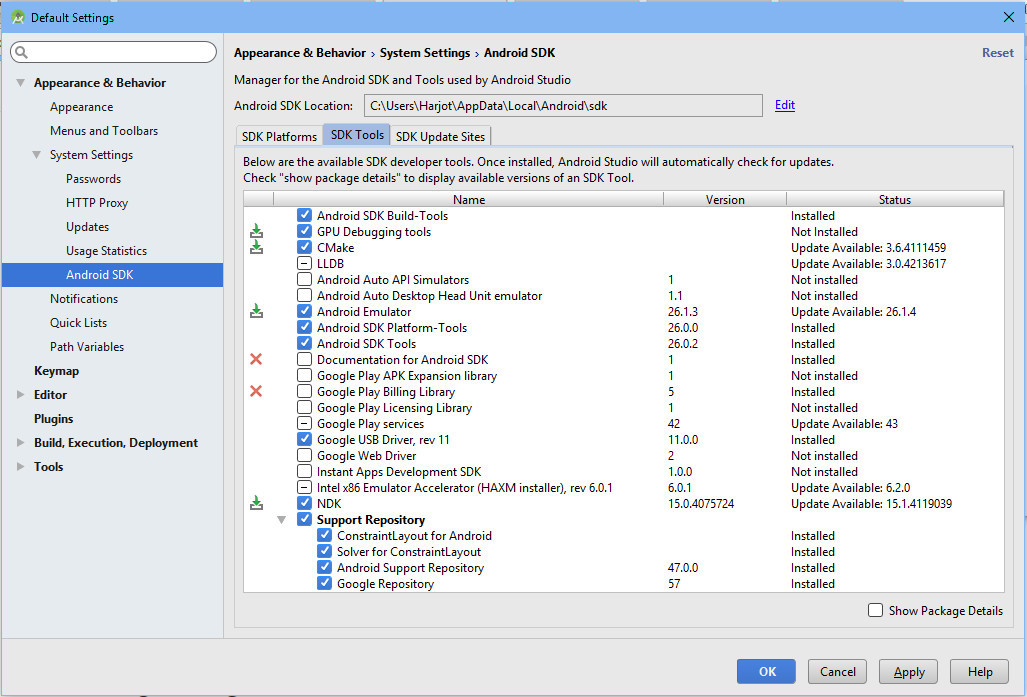 Default Settings
Appearance & Behavior › System Settings › Android SDK
Reset
Manager for the Android SDK and Tools used by Android Studio
Android SDK Location: C:\Users\Harjot\AppData\Local\Android\sdk Edit
Appearance & Behavior
Appearance
Menus and Toolbars
System Settings
Passwords
HTTP Proxy
Updates
Usage Statistics
Android SDK
Notifications
Quick Lists
Path Variables
Keymap
Editor
Plugins
Build, Execution, Deployment
Tools
SDK Platforms SDK Tools SDK Update Sites
Below are the available SDK developer tools. Once installed, Android Studio will automatically check for updates.
Check "show package details" to display available versions of an SDK Tool.
Name Version Status
Android SDK Build-Tools Installed
GPU Debugging tools Not Installed
CMake Update Available: 3.6.4111459
LLDB Update Available: 3.0.4213617
Android Auto API Simulators 1 Not installed
Android Auto Desktop Head Unit emulator 1.1 Not installed
Android Emulator 26.1.3 Update Available: 26.1.4
Android SDK Platform-Tools 26.0.0 Installed
Android SDK Tools 26.0.2 Installed
Documentation for Android SDK 1 Installed
Google Play APK Expansion library 1 Not installed
Google Play Billing Library 5 Installed
Google Play Licensing Library 1 Not installed
Google Play services 42 Update Available: 43
Google USB Driver, rev 11 11.0.0 Installed
Google Web Driver 2 Not installed
Instant Apps Development SDK 1.0.0 Not installed
Intel x86 Emulator Accelerator (HAXM installer), rev 6.0.1 6.0.1 Update Available: 6.2.0
NDK 15.0.4075724 Update Available: 15.1.4119039
Support Repository
ConstraintLayout for Android Installed
Solver for ConstraintLayout Installed
Android Support Repository 47.0.0 Installed
Google Repository 57 Installed
Show Package Details
OK Cancel Apply Help